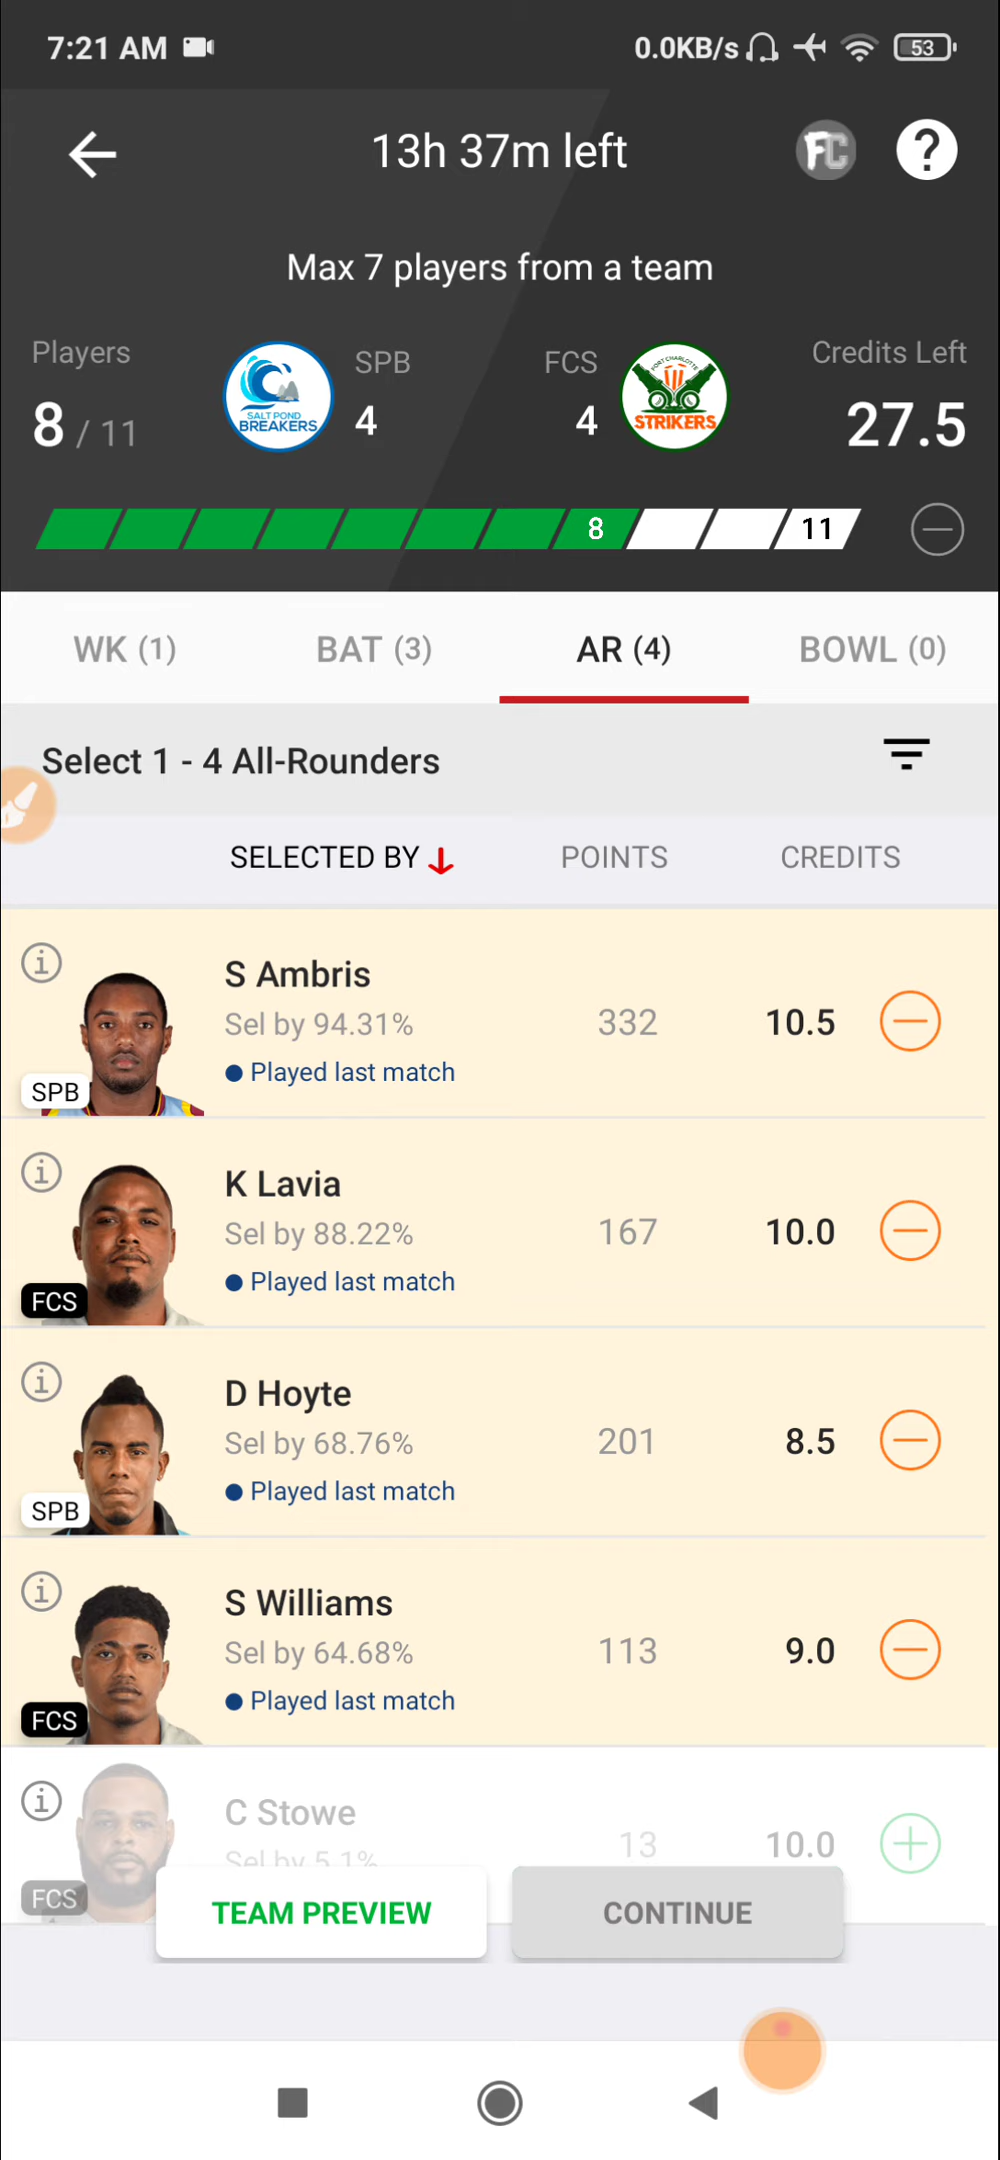 7:21 AM 0.0KB/s 53
13h 37m left FC ?
Max 7 players from a team
Players SPB FCS Credits Left
8 / 11 4 4 27.5
SALT POND
BREAKERS
FORT CHARLOTTE
STRIKERS
8 11
WK (1) BAT (3) AR (4) BOWL (0)
Select 1 - 4 All-Rounders
SELECTED BY POINTS CREDITS
S Ambris
Sel by 94.31% 332 10.5
Played last match
SPB
K Lavia
Sel by 88.22% 167 10.0
Played last match
FCS
D Hoyte
Sel by 68.76% 201 8.5
Played last match
SPB
S Williams
Sel by 64.68% 113 9.0
Played last match
FCS
C Stowe
Sel by 5.1% 13 10.0
FCS
TEAM PREVIEW CONTINUE